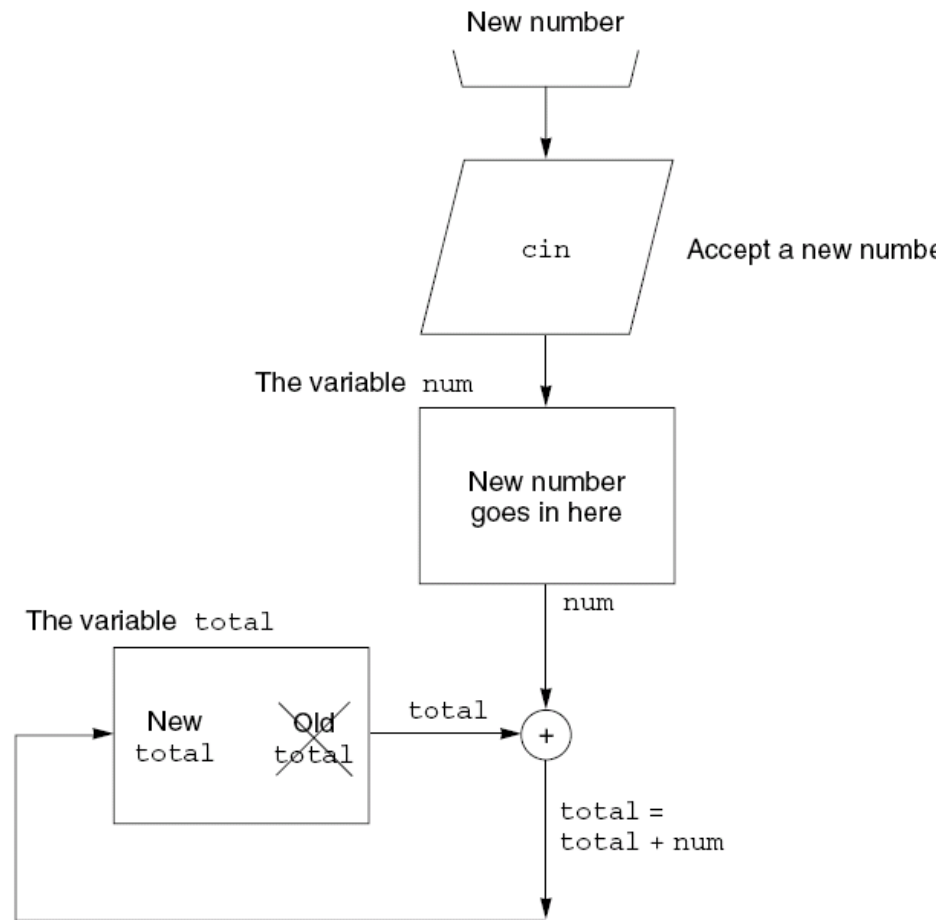 New number
cin
Accept a new numbe
The variable num
New number
goes in here
num
The variable total
New
total
Old
total
total
+
total =
total + num